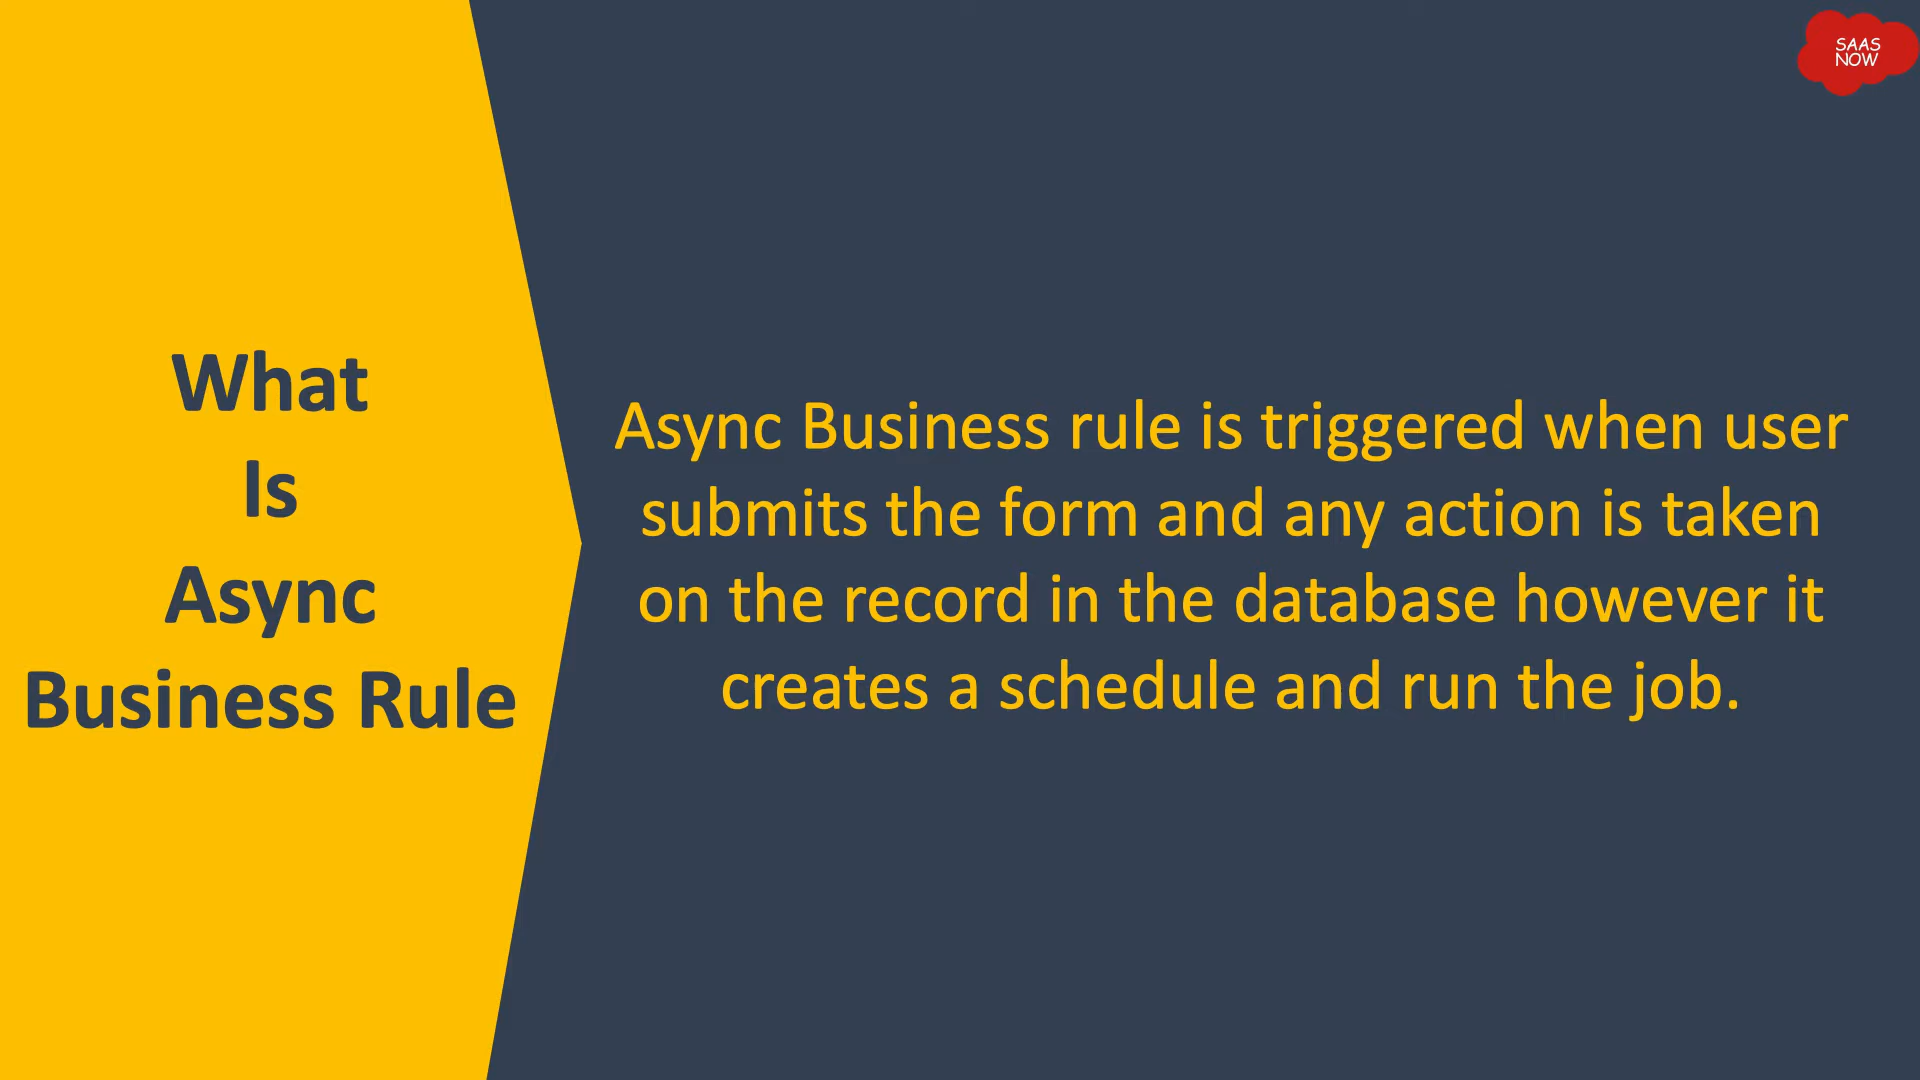 What
Is
Async
Business Rule
Async Business rule is triggered when user
submits the form and any action is taken
on the record in the database however it
creates a schedule and run the job.
SAAS
NOW